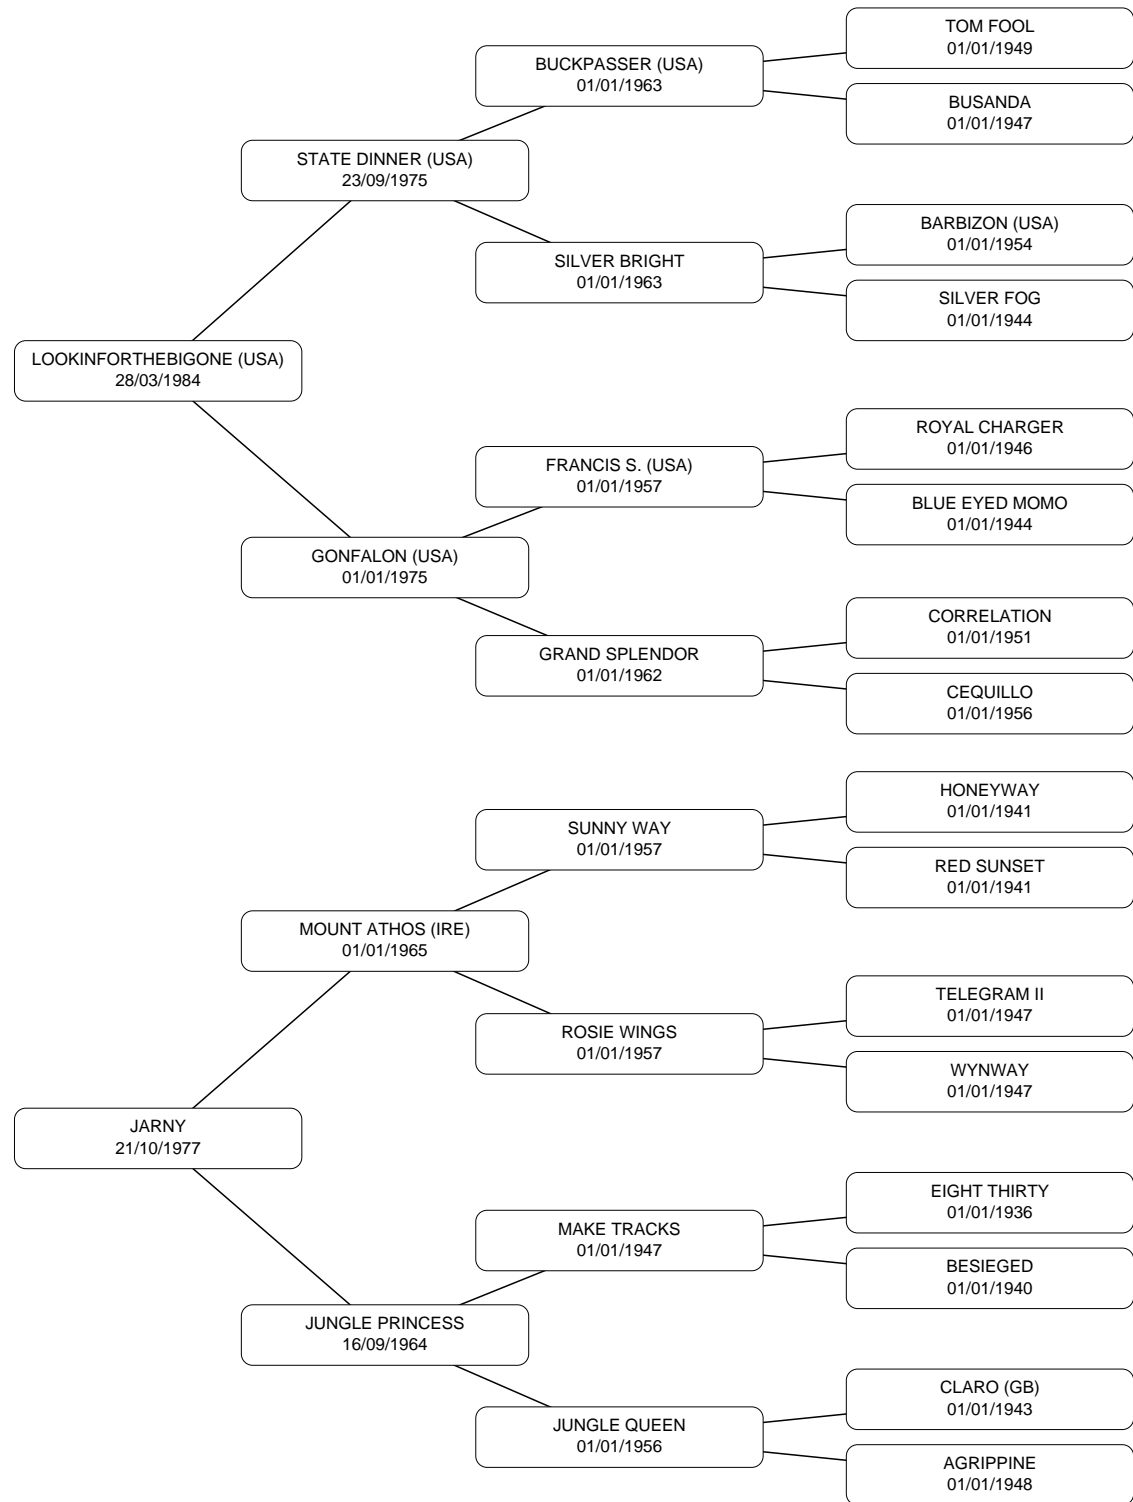 TOM FOOL
01/01/1949
BUCKPASSER (USA)
01/01/1963
BUSANDA
01/01/1947
STATE DINNER (USA)
23/09/1975
BARBIZON (USA)
01/01/1954
SILVER BRIGHT
01/01/1963
SILVER FOG
01/01/1944
LOOKINFORTHEBIGONE (USA)
28/03/1984
ROYAL CHARGER
01/01/1946
FRANCIS S. (USA)
01/01/1957
BLUE EYED MOMO
01/01/1944
GONFALON (USA)
01/01/1975
CORRELATION
01/01/1951
GRAND SPLENDOR
01/01/1962
CEQUILLO
01/01/1956
HONEYWAY
01/01/1941
SUNNY WAY
01/01/1957
RED SUNSET
01/01/1941
MOUNT ATHOS (IRE)
01/01/1965
TELEGRAM II
01/01/1947
ROSIE WINGS
01/01/1957
WYNWAY
01/01/1947
JARNY
21/10/1977
EIGHT THIRTY
01/01/1936
MAKE TRACKS
01/01/1947
BESIEGED
01/01/1940
JUNGLE PRINCESS
16/09/1964
CLARO (GB)
01/01/1943
JUNGLE QUEEN
01/01/1956
AGRIPPINE
01/01/1948